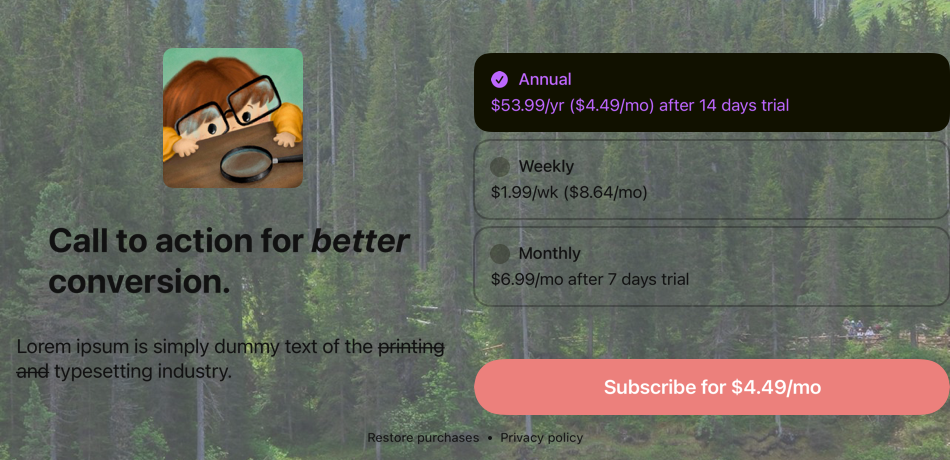 Call to action for better
conversion.
Lorem ipsum is simply dummy text of the printing
and typesetting industry.
Annual
$53.99/yr ($4.49/mo) after 14 days trial
Weekly
$1.99/wk ($8.64/mo)
Monthly
$6.99/mo after 7 days trial
Subscribe for $4.49/mo
Restore purchases • Privacy policy